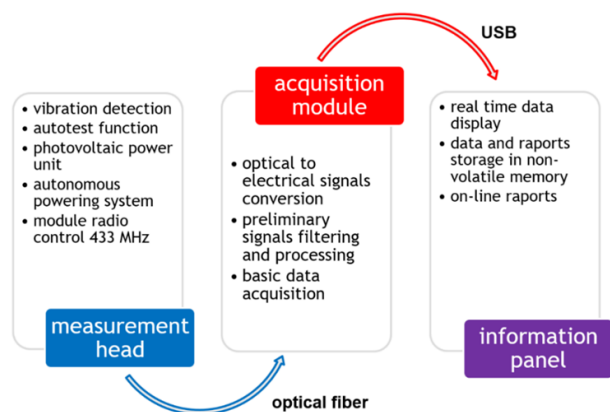 • vibration detection
• autotest function
• photovoltaic power
unit
• autonomous
powering system
• module radio
control 433 MHz
measurement
head
optical fiber
acquisition
module
• optical to
electrical signals
conversion
• preliminary
signals filtering
and processing
• basic data
acquisition
USB
• real time data
display
• data and raports
storage in non-
volatile memory
• on-line raports
information
panel